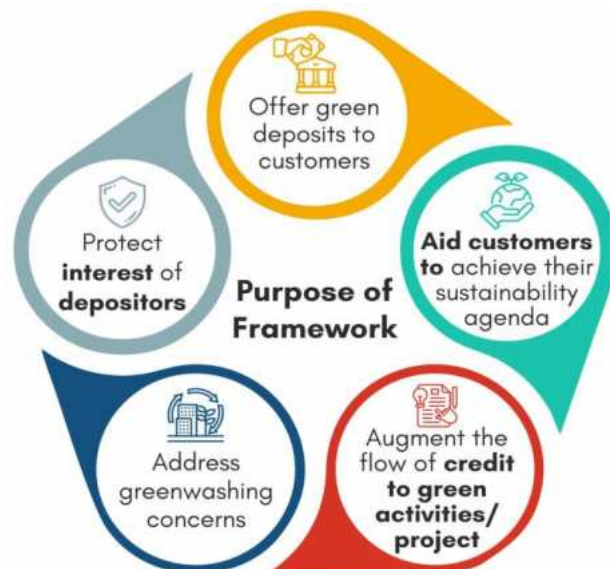 Offer green
deposits to
customers
Aid customers
to achieve their
sustainability
agenda
Augment the
flow of credit
to green
activities/
project
Address
greenwashing
concerns
Protect
interest of
depositors
Purpose of
Framework